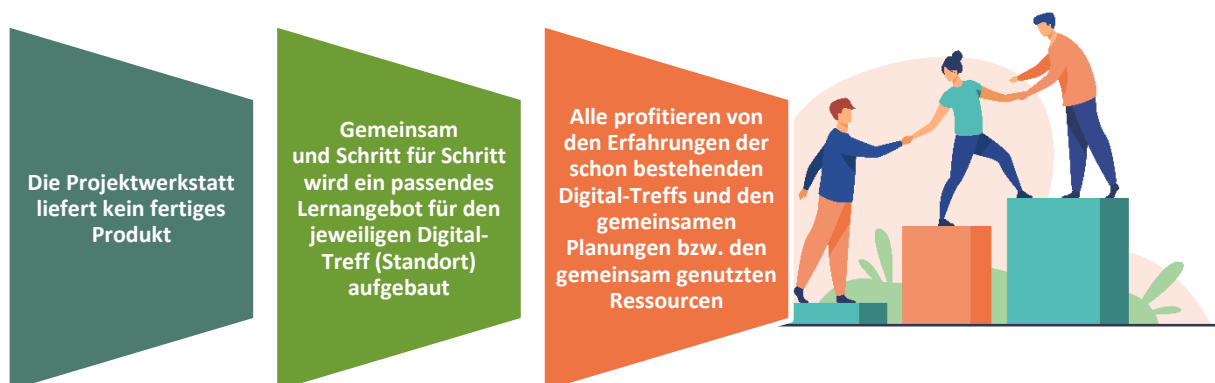 Die Projektwerkstatt
liefert kein fertiges
Produkt
Gemeinsam
und Schritt für Schritt
wird ein passendes
Lernangebot für den
jeweiligen Digital-
Treff (Standort)
aufgebaut
Alle profitieren von
den Erfahrungen der
schon bestehenden
Digital-Treffs und den
gemeinsamen
Planungen bzw. den
gemeinsam genutzten
Ressourcen